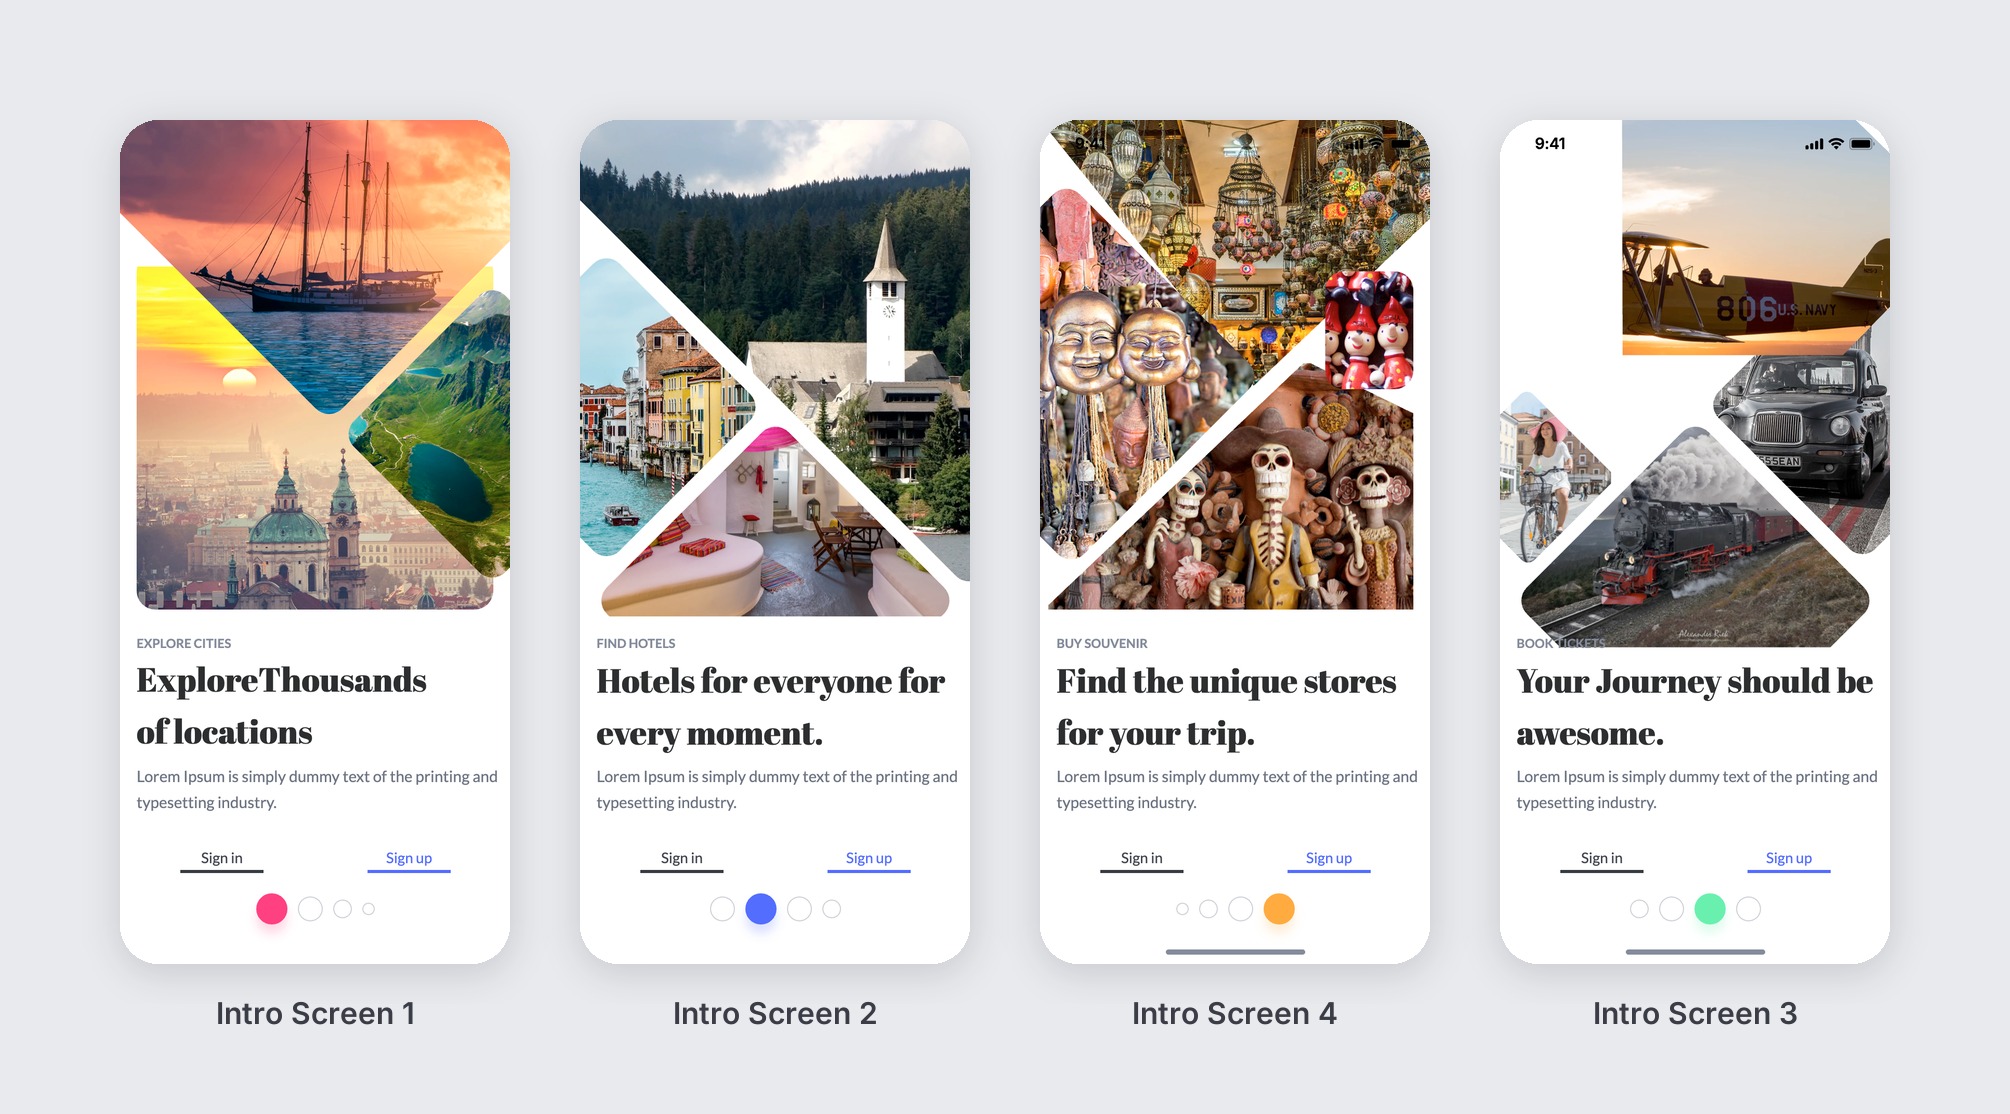 EXPLORE CITIES
ExploreThousands
of locations
Lorem Ipsum is simply dummy text of the printing and
typesetting industry.
Sign in
Sign up
Intro Screen 1
FIND HOTELS
Hotels for everyone for
every moment.
Lorem Ipsum is simply dummy text of the printing and
typesetting industry.
Sign in
Sign up
Intro Screen 2
9:41
MEXICO
BUY SOUVENIR
Find the unique stores
for your trip.
Lorem Ipsum is simply dummy text of the printing and
typesetting industry.
Sign in
Sign up
Intro Screen 4
9:41
806 U.S. NAVY
BOOK TICKETS
Your Journey should be
awesome.
Lorem Ipsum is simply dummy text of the printing and
typesetting industry.
Sign in
Sign up
Intro Screen 3